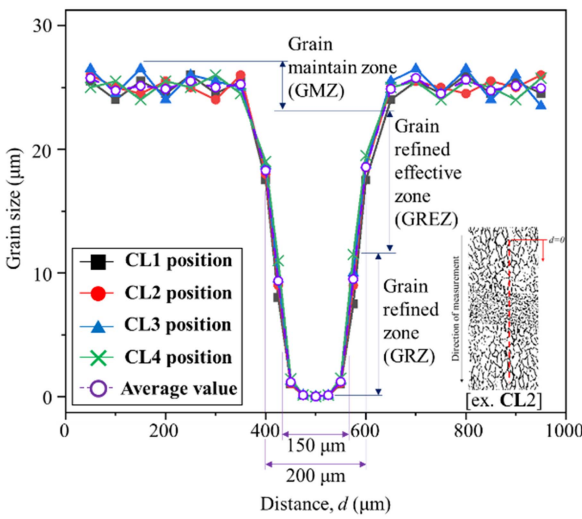 30
20
10
0
Grain size (μm)
Grain
maintain zone
(GMZ)
Grain
refined
effective
zone
(GREZ)
Grain
refined
zone
(GRZ)
CL1 position
CL2 position
CL3 position
CL4 position
Average value
Direction of measurement
d=0
[ex. CL2]
0 200 400 600 800 1000
150 μm
200 μm
Distance, d (μm)